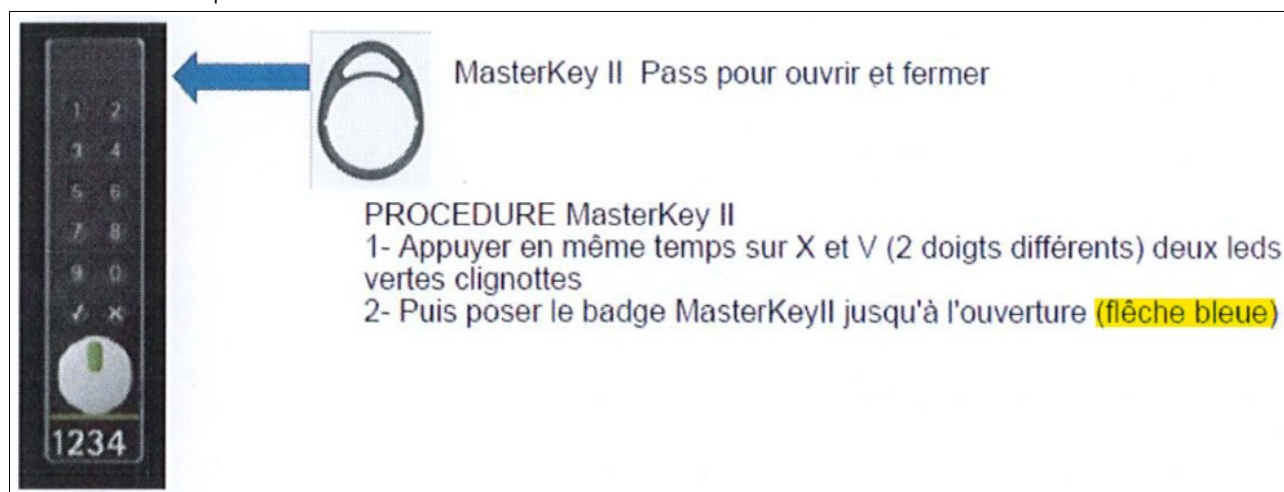 1 2
3 4
5 6
7 8
9 0
✓ ✕
1234
MasterKey II Pass pour ouvrir et fermer
PROCEDURE MasterKey II
1- Appuyer en même temps sur X et V (2 doigts différents) deux leds
vertes clignottes
2- Puis poser le badge MasterKeyII jusqu'à l'ouverture (flêche bleue)